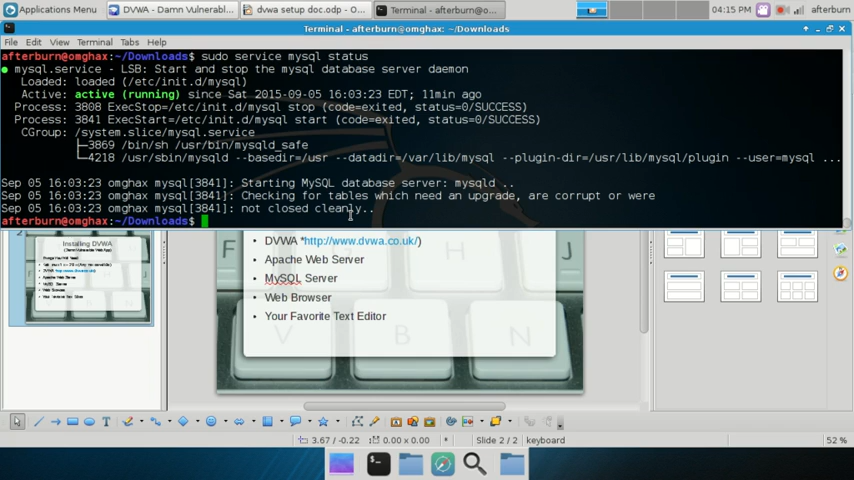 Applications Menu
DVWA - Damn Vulnerabl...
dvwa setup doc.odp - O...
Terminal - afterburn@o...
04:15 PM
afterburn
Terminal - afterburn@omghax: ~/Downloads
File Edit View Terminal Tabs Help
afterburn@omghax:~/Downloads$ sudo service mysql status
● mysql.service - LSB: Start and stop the mysql database server daemon
Loaded: loaded (/etc/init.d/mysql)
Active: active (running) since Sat 2015-09-05 16:03:23 EDT; 11min ago
Process: 3808 ExecStop=/etc/init.d/mysql stop (code=exited, status=0/SUCCESS)
Process: 3841 ExecStart=/etc/init.d/mysql start (code=exited, status=0/SUCCESS)
CGroup: /system.slice/mysql.service
├─3869 /bin/sh /usr/bin/mysqld_safe
└─4218 /usr/sbin/mysqld --basedir=/usr --datadir=/var/lib/mysql --plugin-dir=/usr/lib/mysql/plugin --user=mysql ...
Sep 05 16:03:23 omghax mysql[3841]: Starting MySQL database server: mysqld ..
Sep 05 16:03:23 omghax mysql[3841]: Checking for tables which need an upgrade, are corrupt or were
Sep 05 16:03:23 omghax mysql[3841]: not closed cleanly..
afterburn@omghax:~/Downloads$
2
Installing DVWA
F
J
V
B
N
• DVWA *http://www.dvwa.co.uk/)
• Apache Web Server
• MySQL Server
• Web Browser
• Your Favorite Text Editor
3.67 / -0.22
0.00 x 0.00
*
Slide 2 / 2
keyboard
52 %